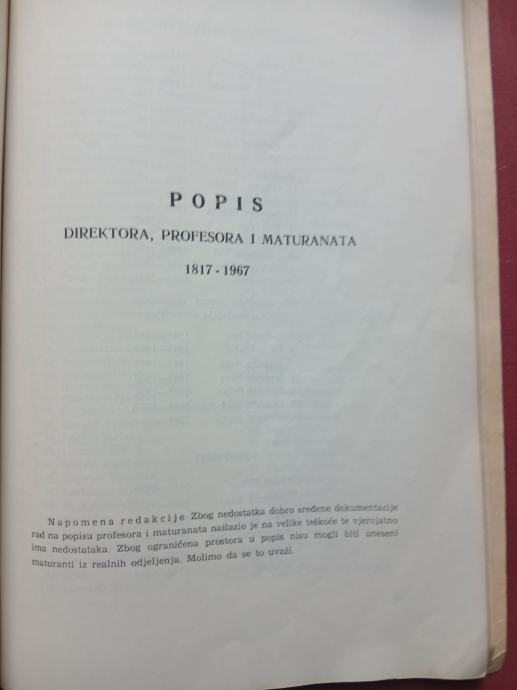 POPIS
DIREKTORA, PROFESORA I MATURANATA
1817 - 1967
Napomena redakcije Zbog nedostatka dobro sređene dokumentacije
rad na popisu profesora i maturanata nailazio je na velike teškoće te vjerojatno
ima nedostataka. Zbog ograničena prostora u popis nisu mogli biti uneseni
maturanti iz realnih odjeljenja. Molimo da se to uvaži.